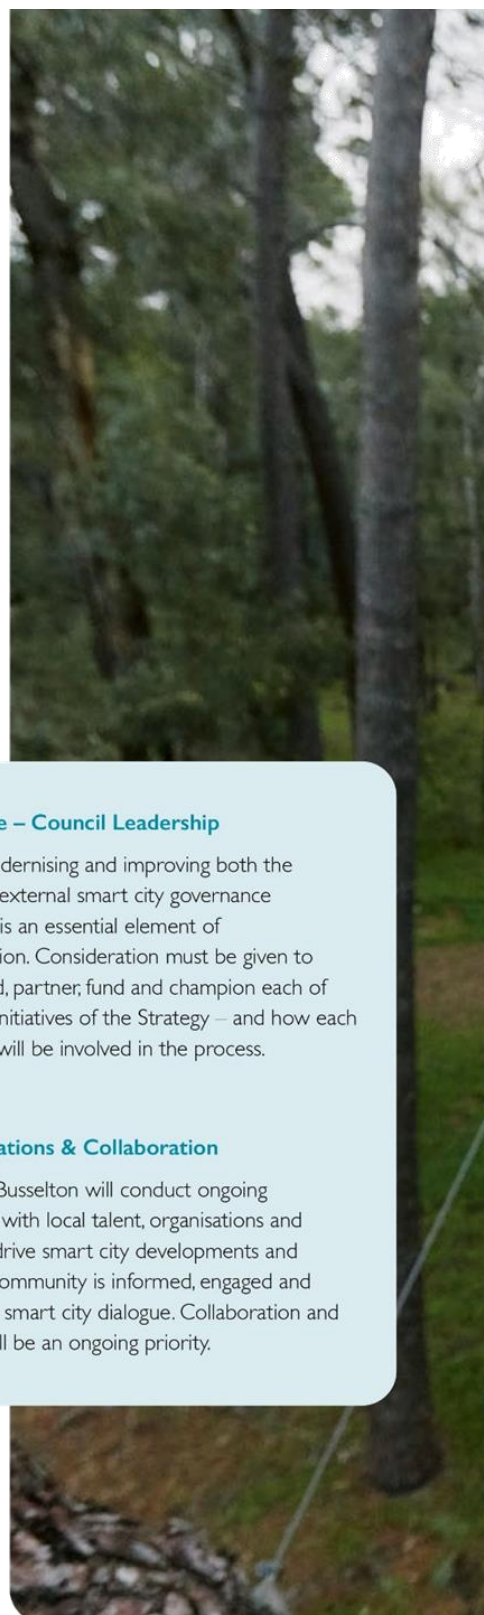 e – Council Leadership
dernising and improving both the
external smart city governance
is an essential element of
ion. Consideration must be given to
d, partner, fund and champion each of
nitiatives of the Strategy – and how each
will be involved in the process.
ations & Collaboration
Busselton will conduct ongoing
with local talent, organisations and
drive smart city developments and
ommunity is informed, engaged and
smart city dialogue. Collaboration and
ll be an ongoing priority.